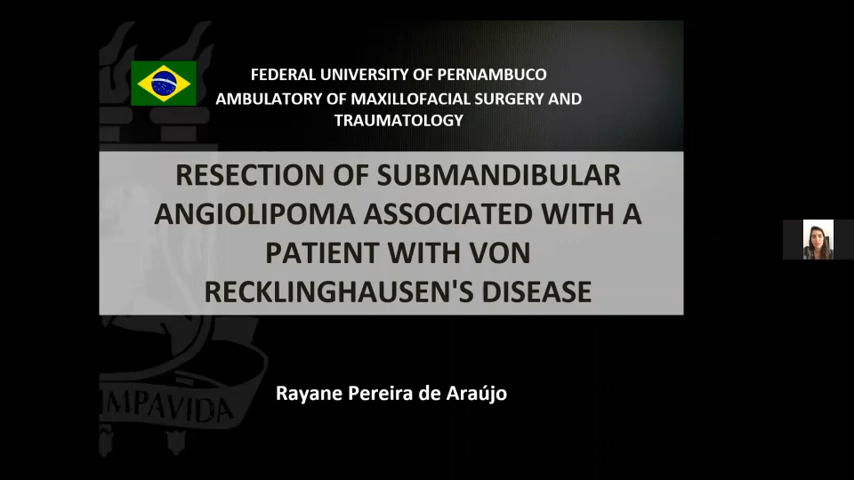 FEDERAL UNIVERSITY OF PERNAMBUCO
AMBULATORY OF MAXILLOFACIAL SURGERY AND
TRAUMATOLOGY
RESECTION OF SUBMANDIBULAR
ANGIOLIPOMA ASSOCIATED WITH A
PATIENT WITH VON
RECKLINGHAUSEN'S DISEASE
Rayane Pereira de Araújo
IMPAVIDA